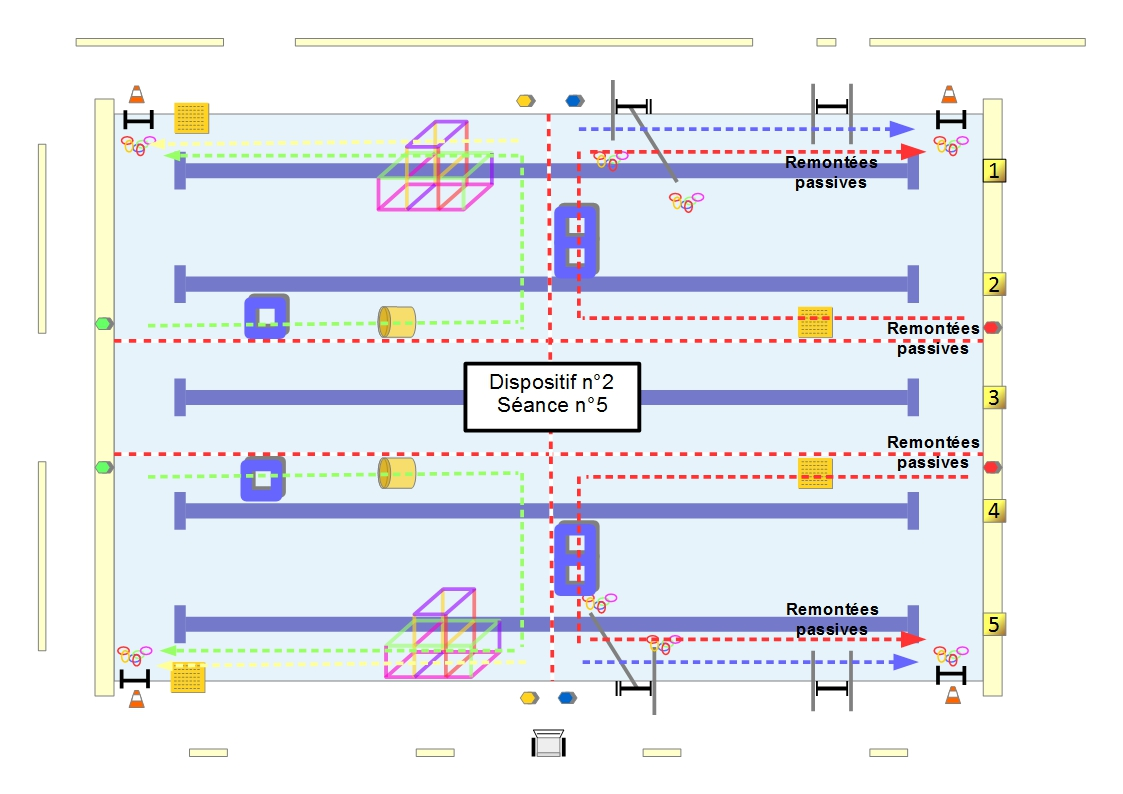 1
Remontées
passives
2
Remontées
passives
Dispositif n°2
Séance n°5
3
Remontées
passives
4
Remontées
passives
5